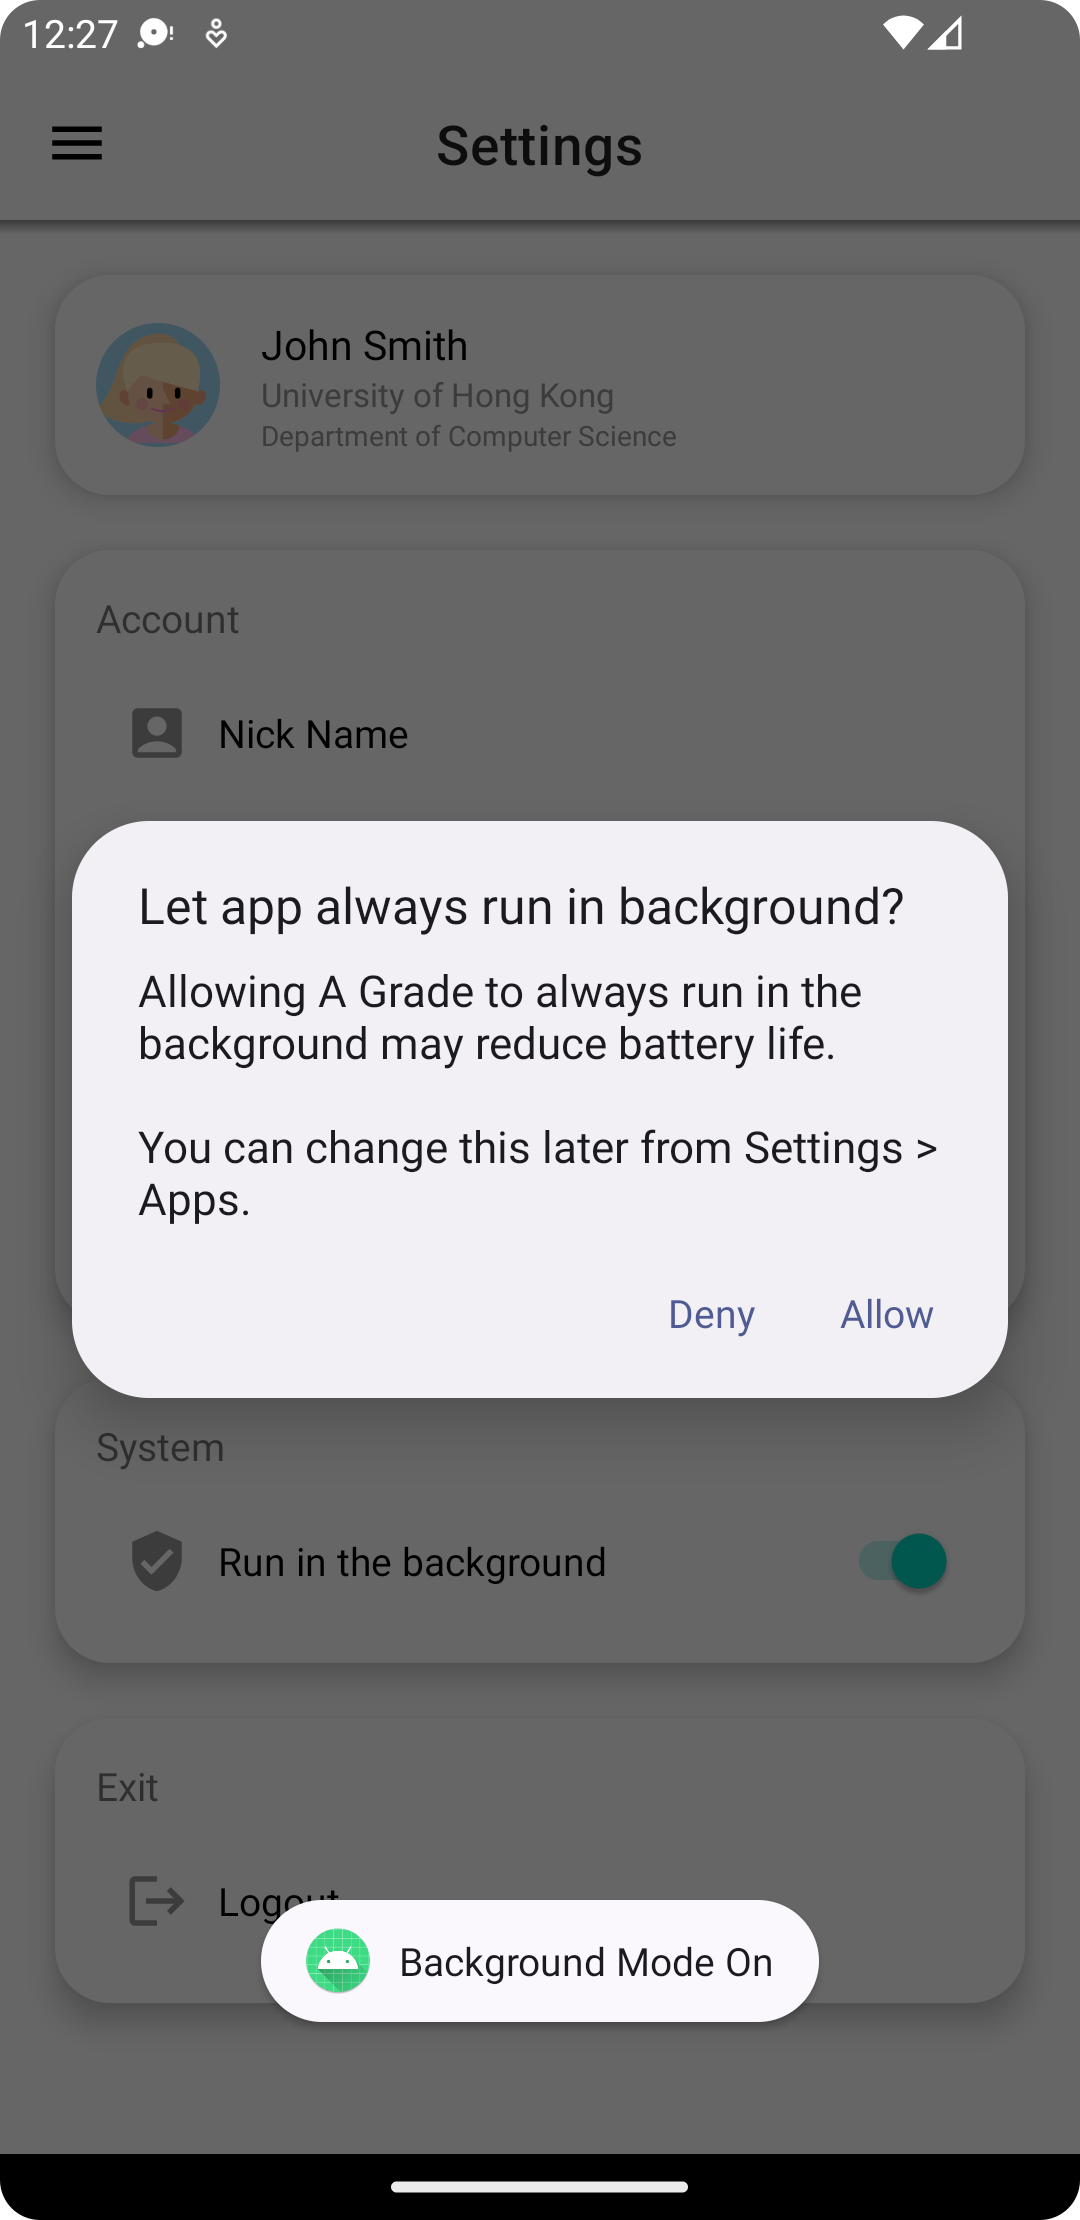 12:27
Settings
John Smith
University of Hong Kong
Department of Computer Science
Account
Nick Name
Let app always run in background?
Allowing A Grade to always run in the
background may reduce battery life.
You can change this later from Settings >
Apps.
Deny
Allow
System
Run in the background
Exit
Logout
Background Mode On